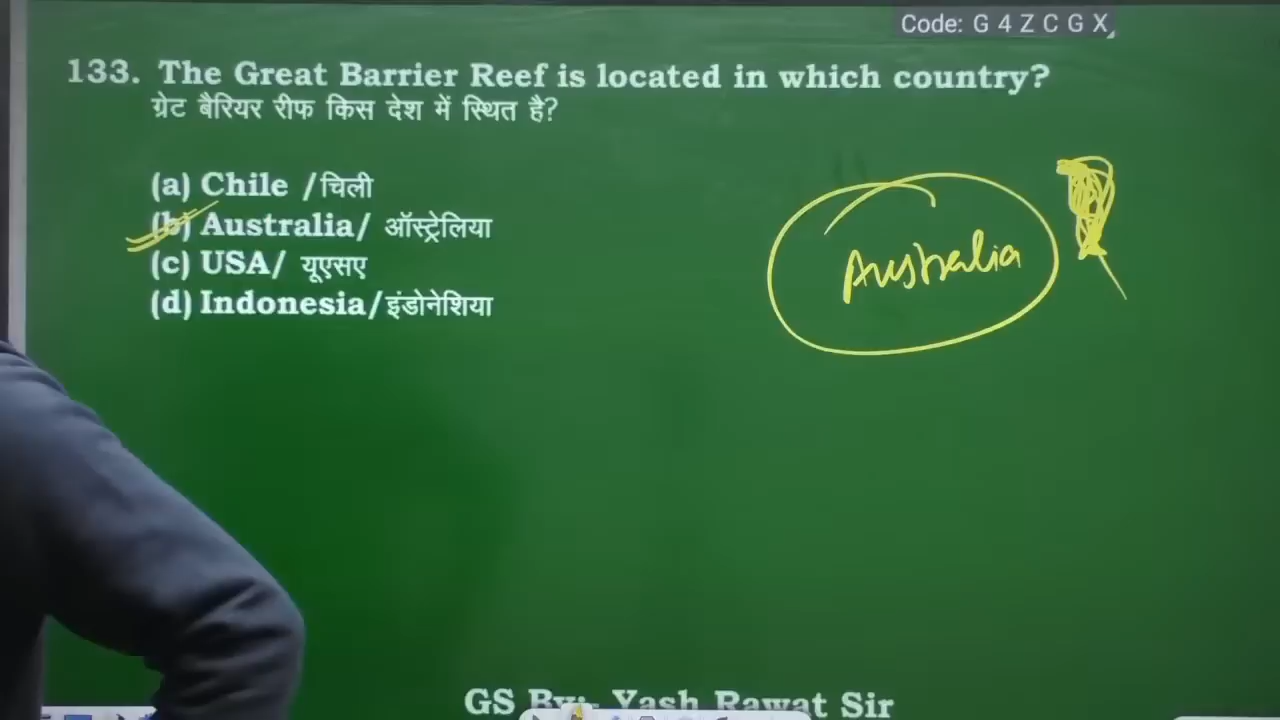 Code: G 4 Z C G X
133. The Great Barrier Reef is located in which country?
ग्रेट बैरियर रीफ किस देश में स्थित है?
(a) Chile /चिली
(b) Australia/ ऑस्ट्रेलिया
(c) USA/ यूएसए
(d) Indonesia/इंडोनेशिया
Australia
GS By:- Yash Rawat Sir